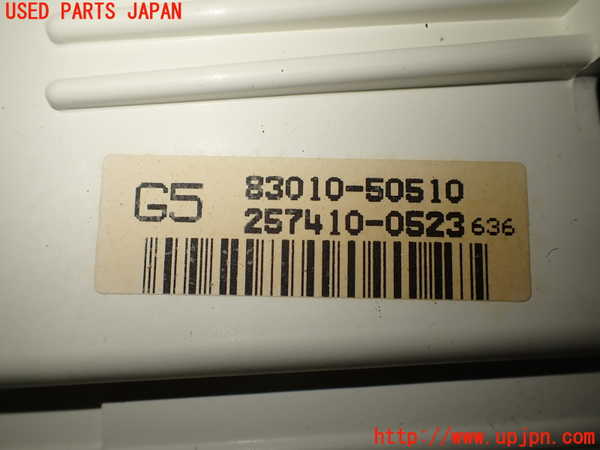 USED PARTS JAPAN
G5
83010-50510
257410-0523 636
http://www.upjpn.com